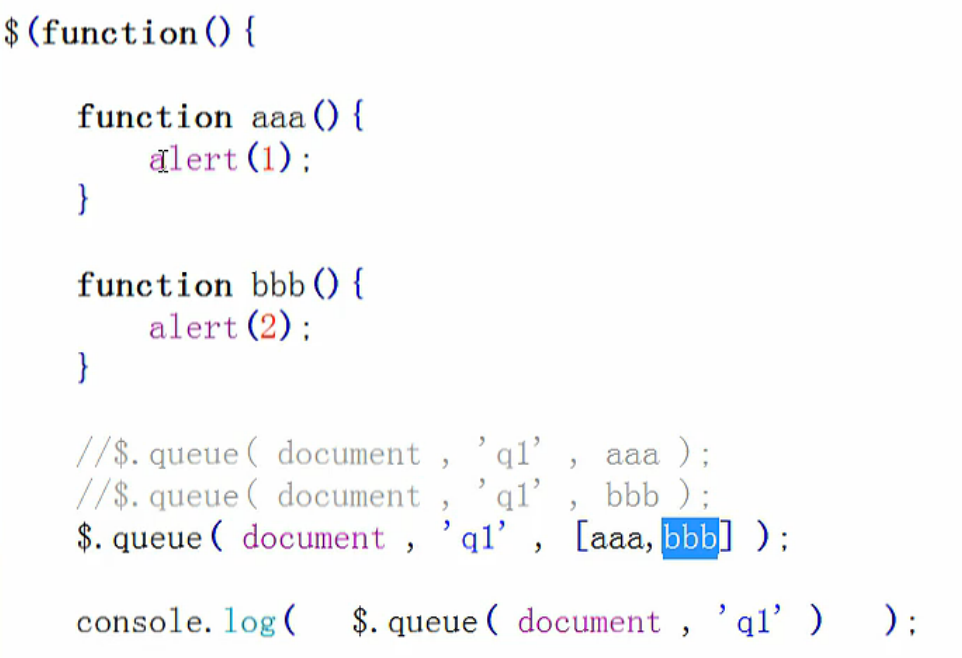 $(function(){
function aaa(){
alert(1);
}
function bbb(){
alert(2);
}
//$.queue( document , 'q1' , aaa );
//$.queue( document , 'q1' , bbb );
$.queue( document , 'q1' , [aaa,bbb] );
console.log( $.queue( document , 'q1' ) );